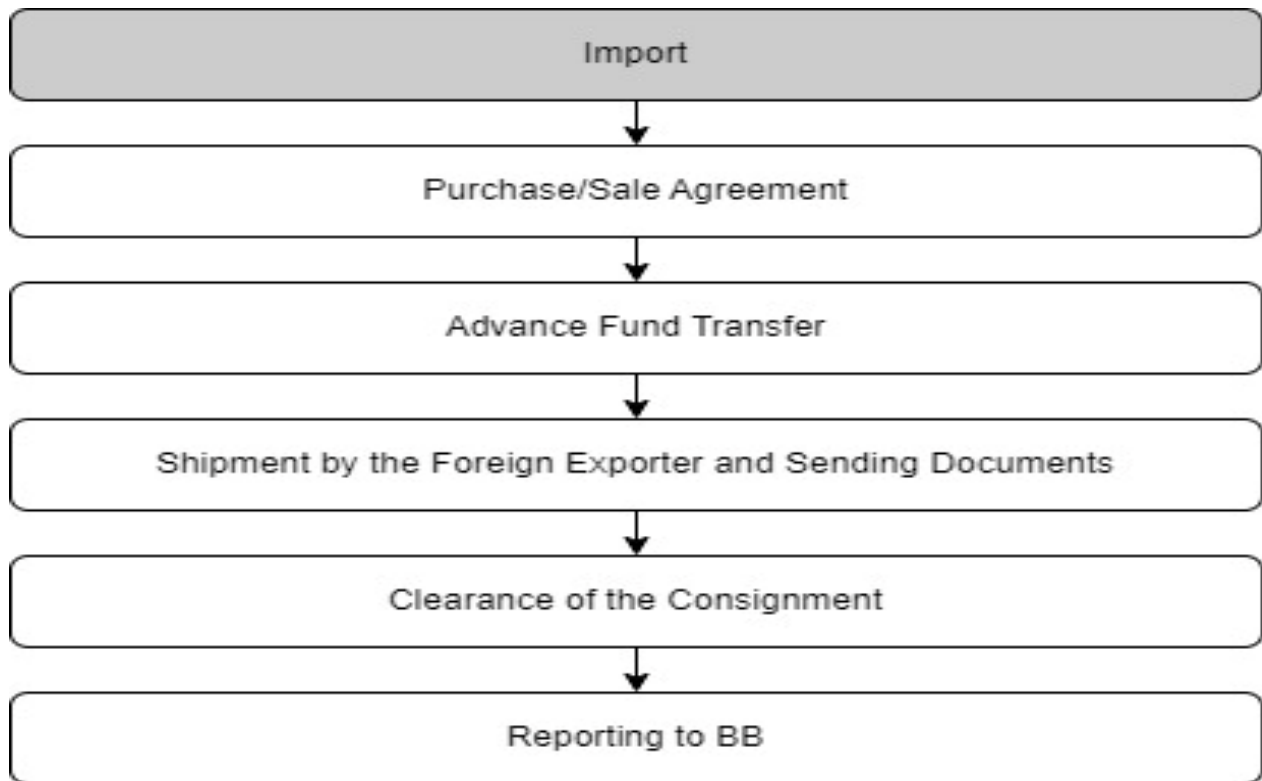 Import
Purchase/Sale Agreement
Advance Fund Transfer
Shipment by the Foreign Exporter and Sending Documents
Clearance of the Consignment
Reporting to BB